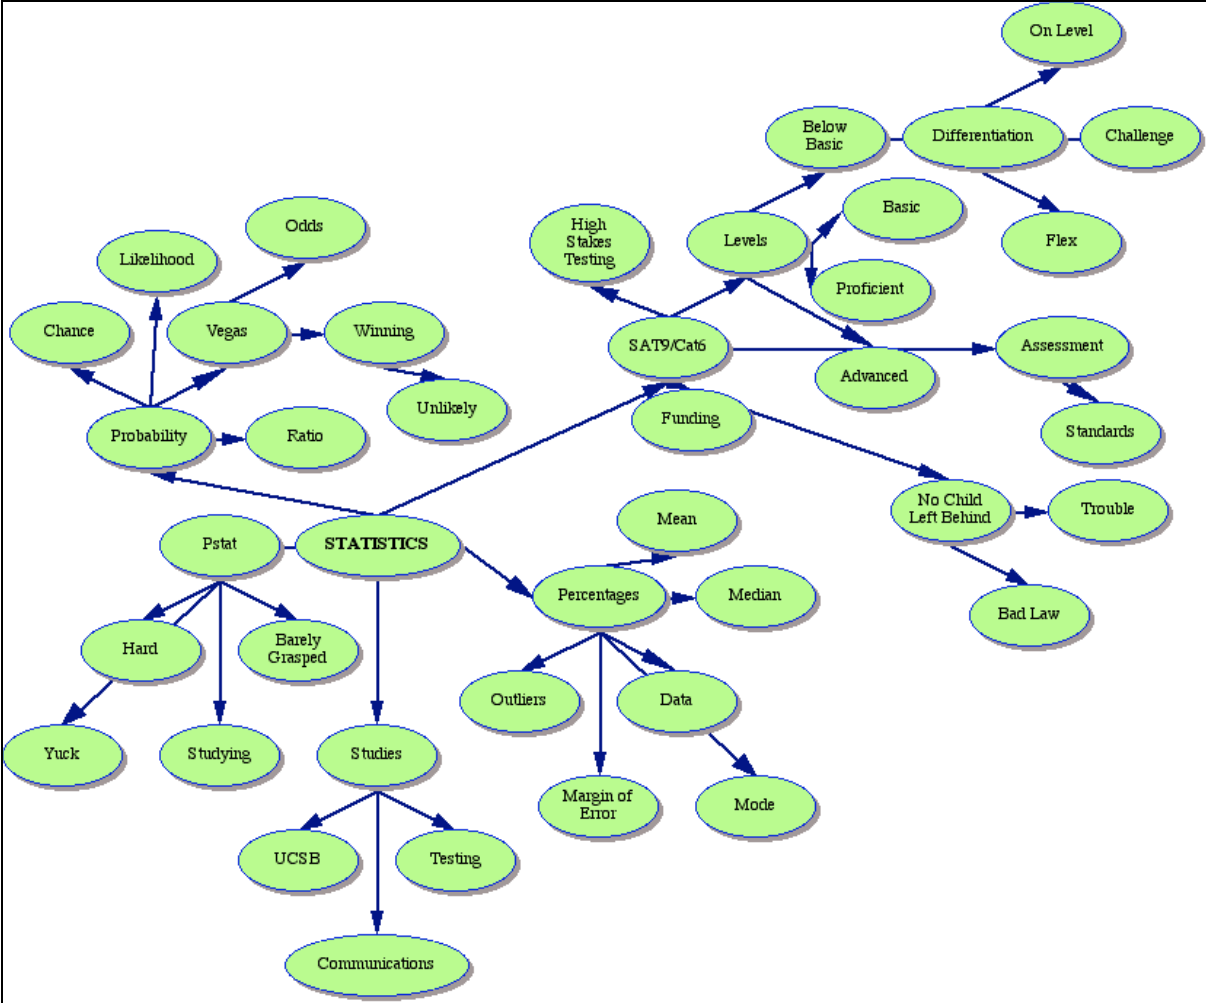 On Level
Below
Basic
Differentiation
Challenge
Basic
High
Stakes
Testing
Odds
Levels
Flex
Likelihood
Proficient
Chance
Vegas
Winning
SAT9/Cat6
Assessment
Advanced
Unlikely
Funding
Probability
Ratio
Standards
No Child
Left Behind
Trouble
Mean
Pstat
STATISTICS
Percentages
Median
Bad Law
Hard
Barely
Grasped
Outliers
Data
Yuck
Studying
Studies
Margin of
Error
Mode
UCSB
Testing
Communications